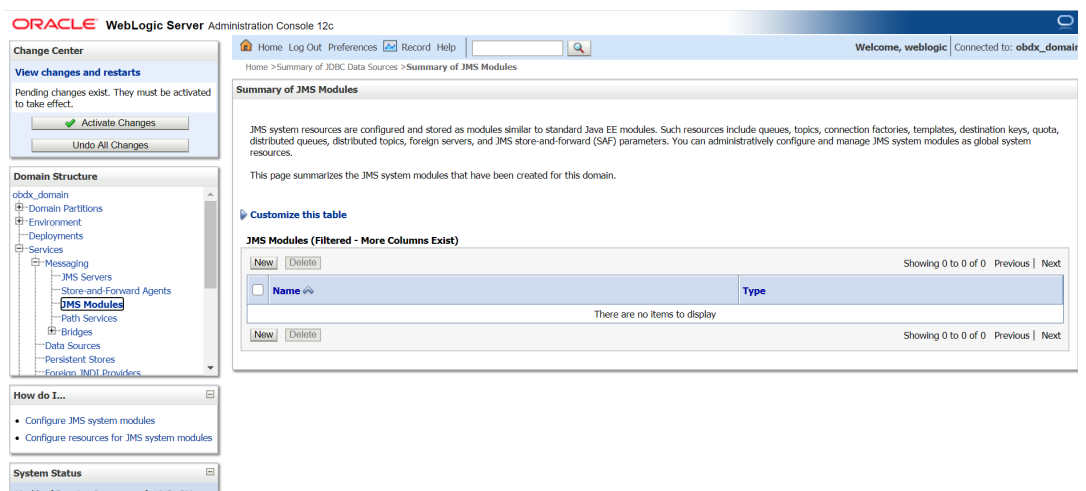 ORACLE WebLogic Server Administration Console 12c
Change Center
View changes and restarts
Pending changes exist. They must be activated
to take effect.
Activate Changes
Undo All Changes
Domain Structure
obdx_domain
Domain Partitions
Environment
Deployments
Services
Messaging
JMS Servers
Store-and-Forward Agents
JMS Modules
Path Services
Bridges
Data Sources
Persistent Stores
Foreign JNDI Providers
How do I...
Configure JMS system modules
Configure resources for JMS system modules
System Status
Home Log Out Preferences Record Help
Welcome, weblogic Connected to: obdx_domain
Home >Summary of JDBC Data Sources >Summary of JMS Modules
Summary of JMS Modules
JMS system resources are configured and stored as modules similar to standard Java EE modules. Such resources include queues, topics, connection factories, templates, destination keys, quota,
distributed queues, distributed topics, foreign servers, and JMS store-and-forward (SAF) parameters. You can administratively configure and manage JMS system modules as global system
resources.
This page summarizes the JMS system modules that have been created for this domain.
Customize this table
JMS Modules (Filtered - More Columns Exist)
New Delete Showing 0 to 0 of 0 Previous | Next
Name Type
There are no items to display
New Delete Showing 0 to 0 of 0 Previous | Next